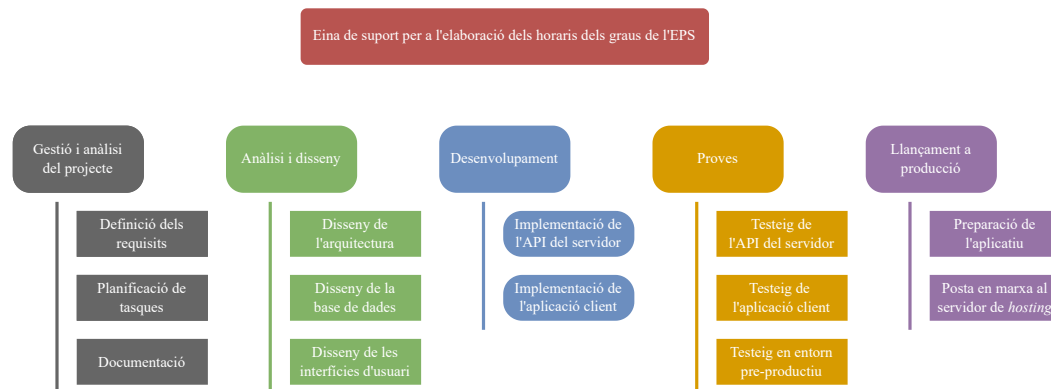 Eina de suport per a l'elaboració dels horaris dels graus de l'EPS
Gestió i anàlisi
del projecte
Definició dels
requisits
Planificació de
tasques
Documentació
Anàlisi i disseny
Disseny de
l'arquitectura
Disseny de la
base de dades
Disseny de les
interfícies d'usuari
Desenvolupament
Implementació de
l'API del servidor
Implementació de
l'aplicació client
Proves
Testeig de
l'API del servidor
Testeig de
l'aplicació client
Testeig en entorn
pre-productiu
Llançament a
producció
Preparació de
l'aplicatiu
Posta en marxa al
servidor de hosting